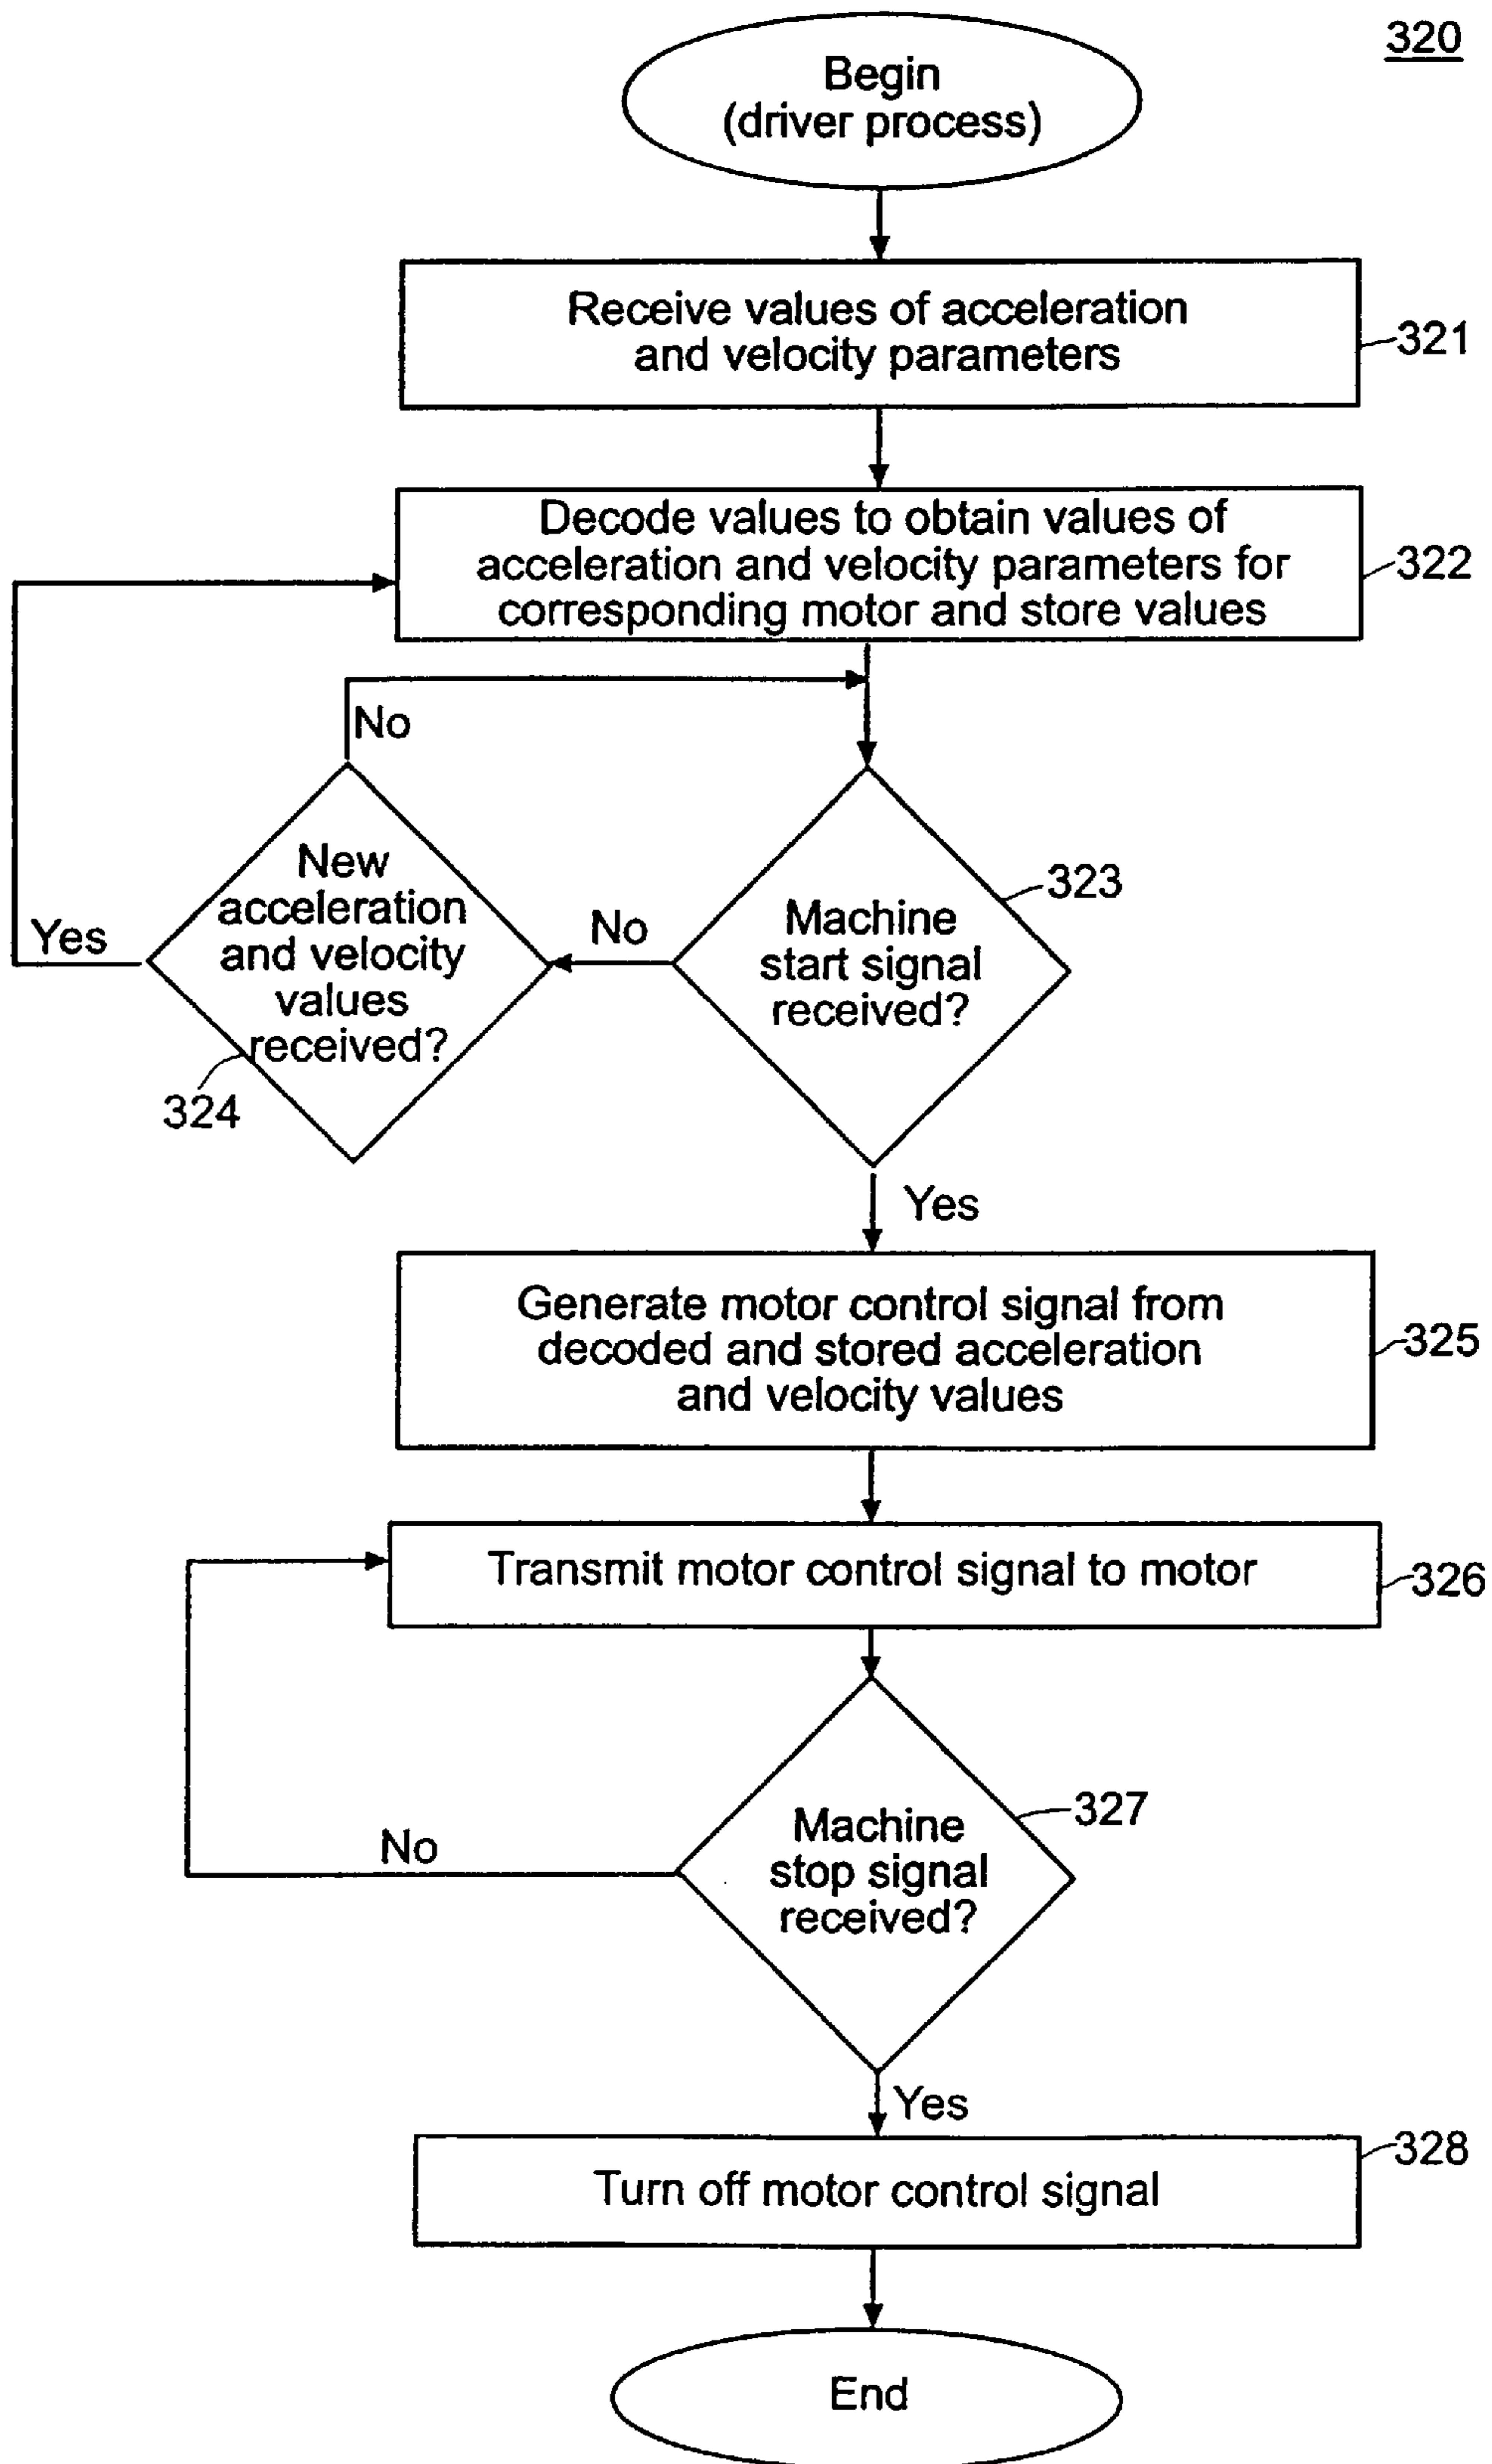 320
Begin
(driver process)
Receive values of acceleration
and velocity parameters
321
Decode values to obtain values of
acceleration and velocity parameters for
corresponding motor and store values
322
No
New
acceleration
and velocity
values
received?
324
Yes
No
Machine
start signal
received?
323
Yes
Generate motor control signal from
decoded and stored acceleration
and velocity values
325
Transmit motor control signal to motor
326
Machine
stop signal
received?
327
No
Yes
Turn off motor control signal
328
End